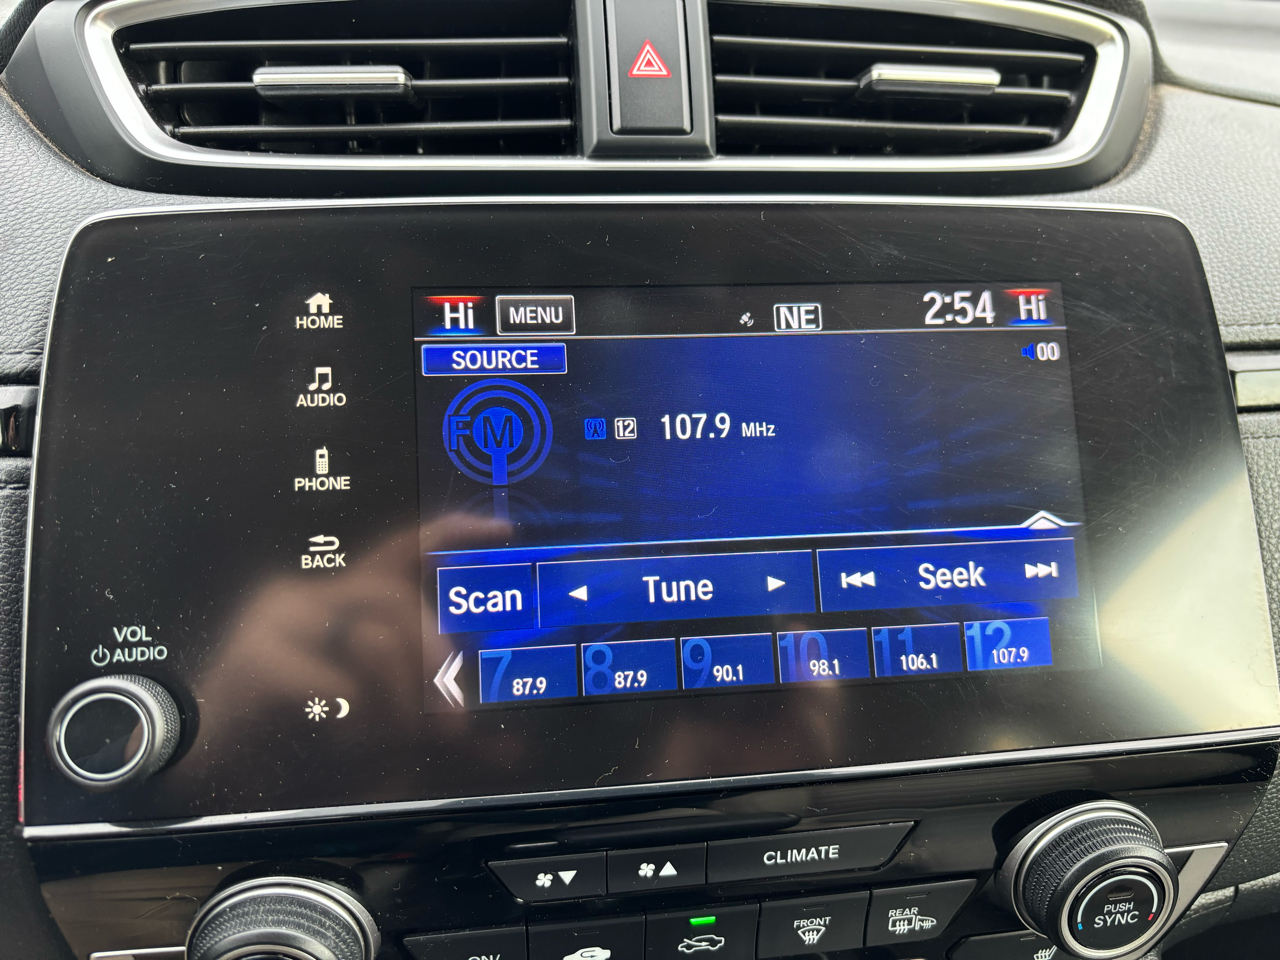 Hi MENU NE 2:54 Hi
SOURCE 00
FM 12 107.9 MHz
HOME
AUDIO
PHONE
BACK
Scan Tune Seek
7 87.9
8 87.9
9 90.1
10 98.1
11 106.1
12 107.9
VOL
AUDIO
CLIMATE
FRONT
REAR
PUSH
SYNC
ON/